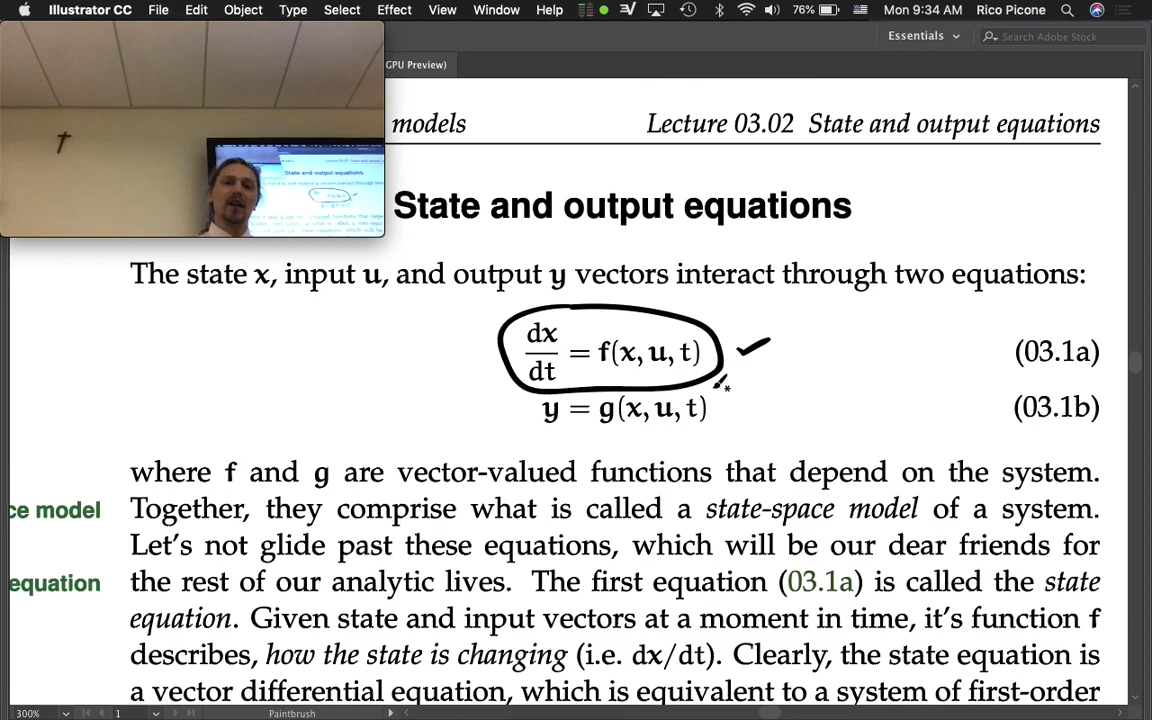 Illustrator CC File Edit Object Type Select Effect View Window Help 76% Mon 9:34 AM Rico Picone
Essentials Search Adobe Stock
GPU Preview)
models Lecture 03.02 State and output equations
State and output equations
The state x, input u, and output y vectors interact through two equations:
dx/dt = f(x, u, t) (03.1a)
y = g(x, u, t) (03.1b)
where f and g are vector-valued functions that depend on the system.
ce model Together, they comprise what is called a state-space model of a system.
Let's not glide past these equations, which will be our dear friends for
equation the rest of our analytic lives. The first equation (03.1a) is called the state
equation. Given state and input vectors at a moment in time, it's function f
describes, how the state is changing (i.e. dx/dt). Clearly, the state equation is
a vector differential equation, which is equivalent to a system of first-order
300% 1 Paintbrush